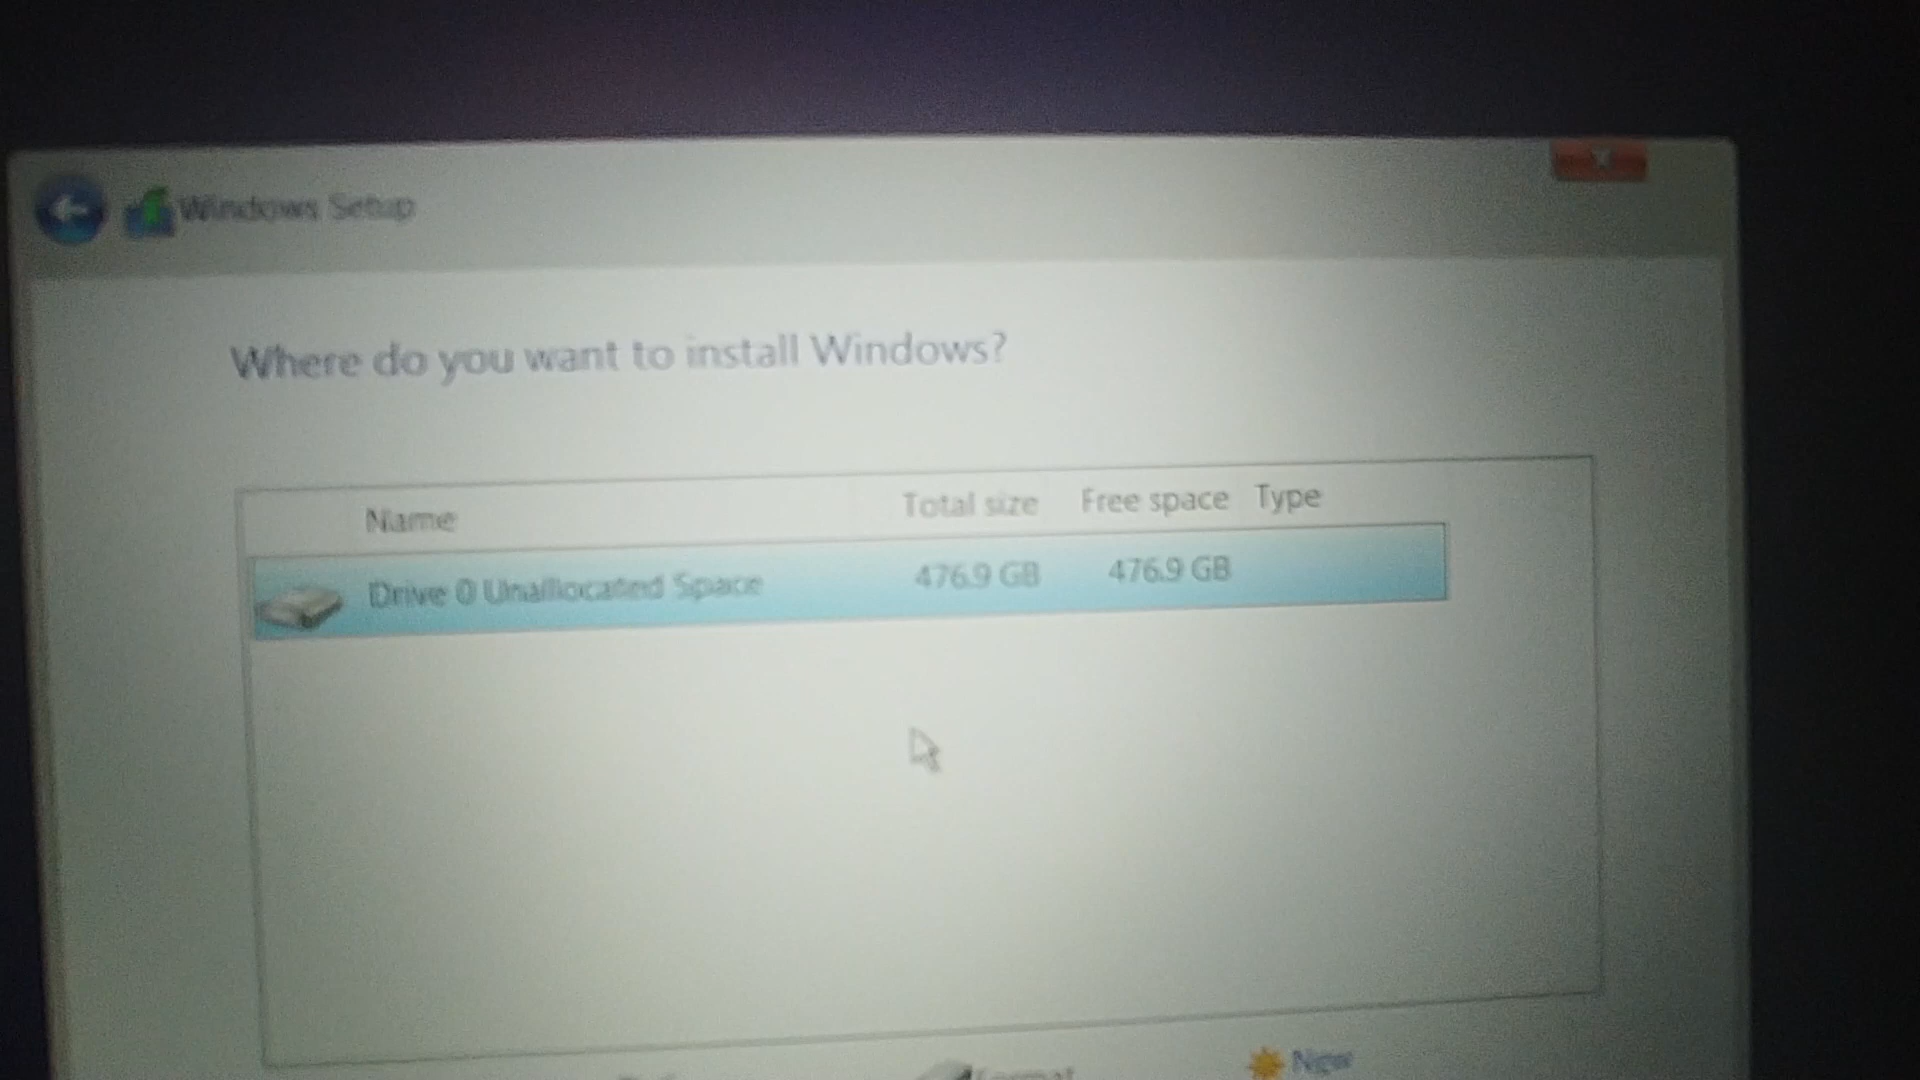 Windows Setup
Where do you want to install Windows?
Name Total size Free space Type
Drive 0 Unallocated Space 476.9 GB 476.9 GB
Format New